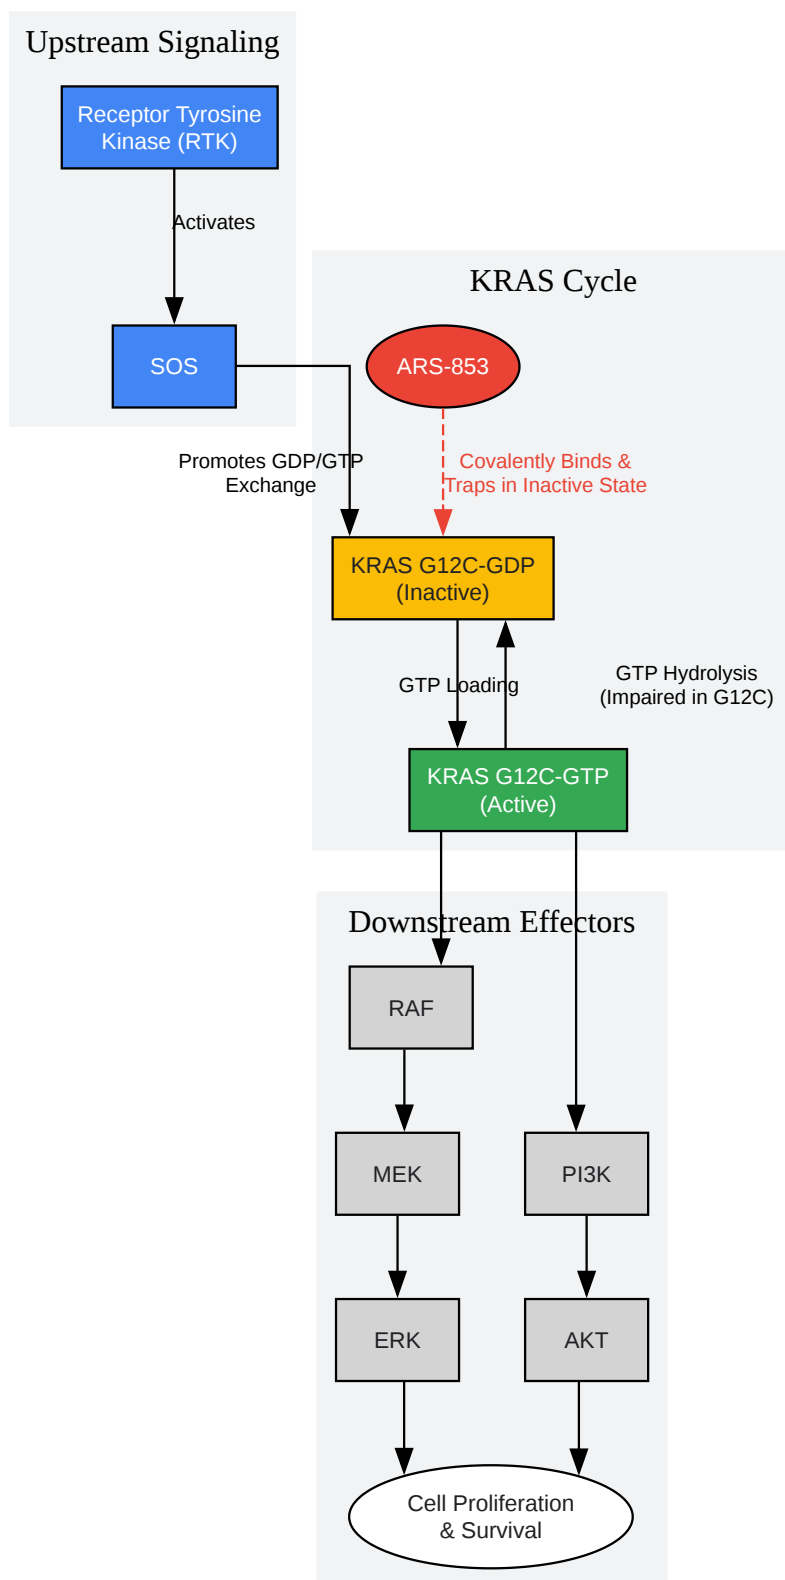 Upstream Signaling
Receptor Tyrosine
Kinase (RTK)
Activates
SOS
KRAS Cycle
ARS-853
Promotes GDP/GTP
Exchange
Covalently Binds &
Traps in Inactive State
KRAS G12C-GDP
(Inactive)
GTP Loading
GTP Hydrolysis
(Impaired in G12C)
KRAS G12C-GTP
(Active)
Downstream Effectors
RAF
MEK
PI3K
ERK
AKT
Cell Proliferation
& Survival